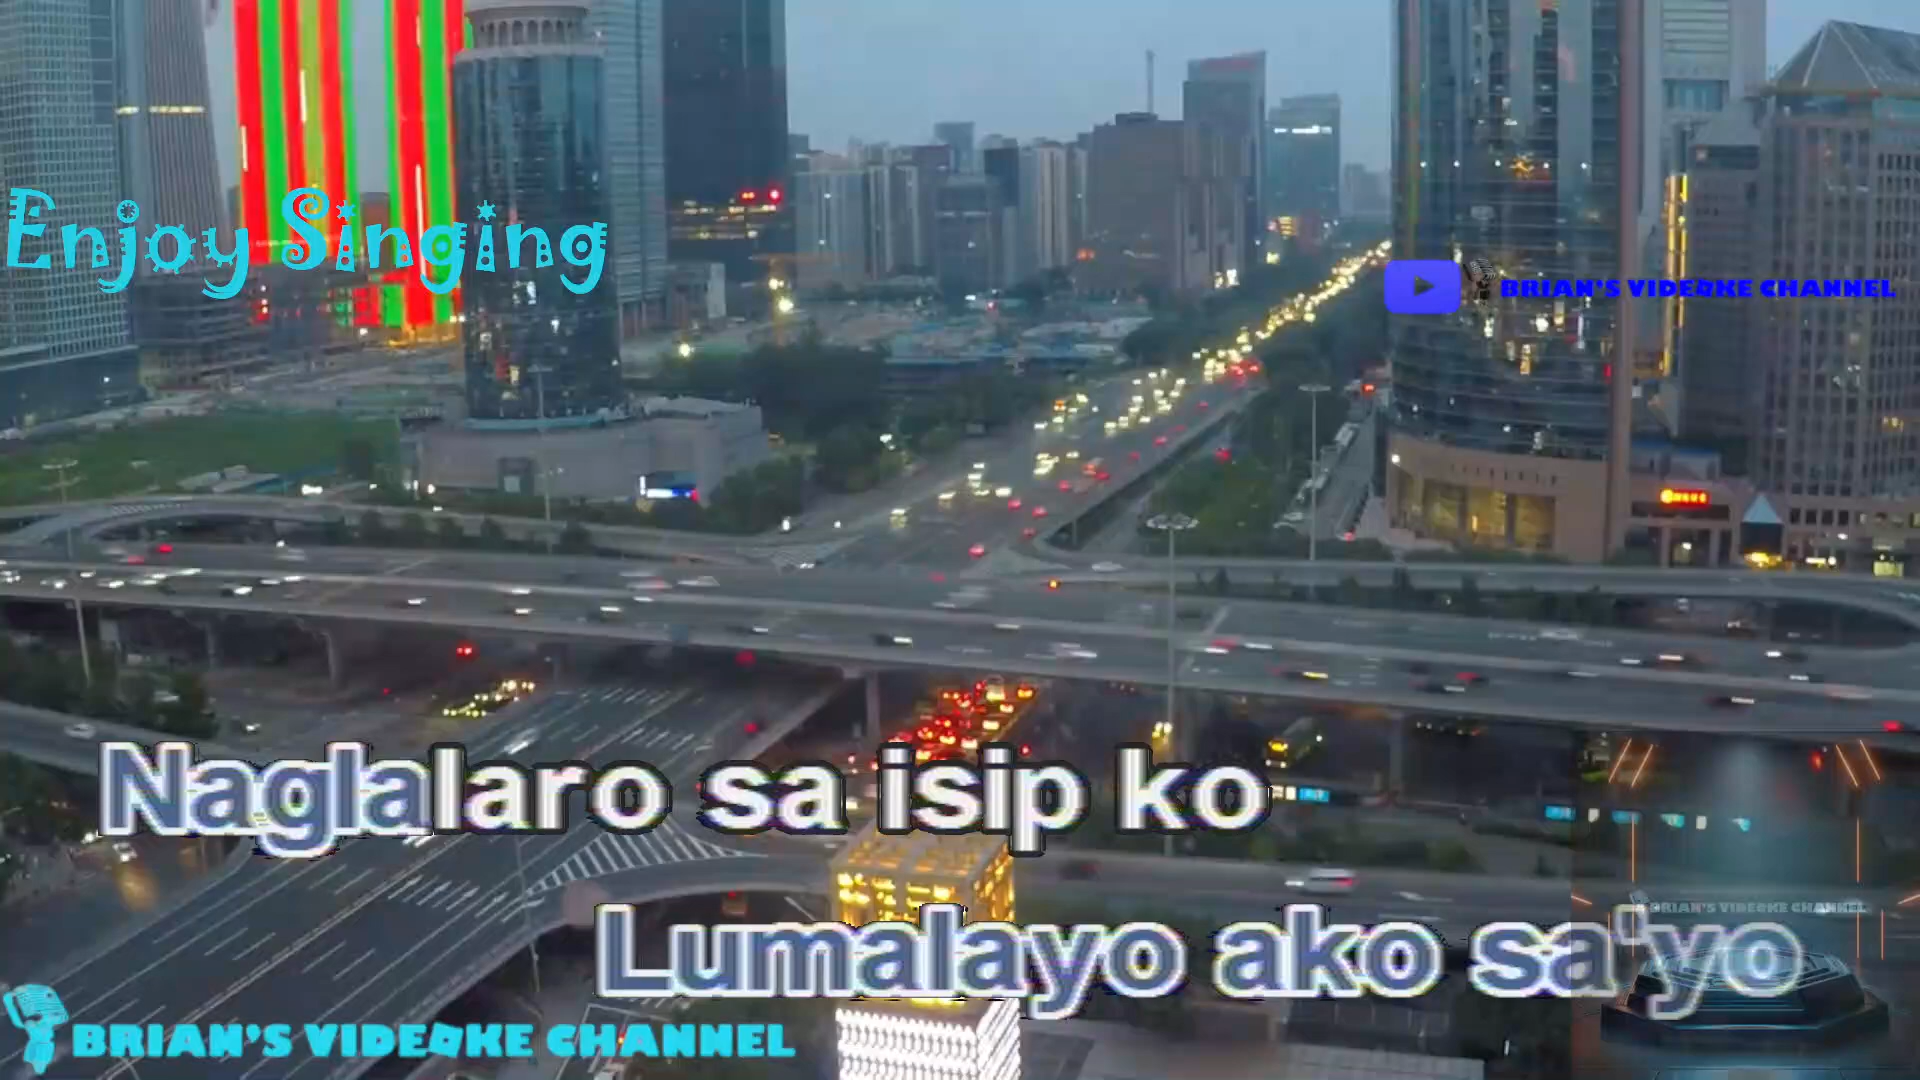 Enjoy Singing
BRIAN'S VIDEOKE CHANNEL
Naglalaro sa isip ko
Lumalayo ako sa'yo
BRIAN'S VIDEOKE CHANNEL
BRIAN'S VIDEOKE CHANNEL